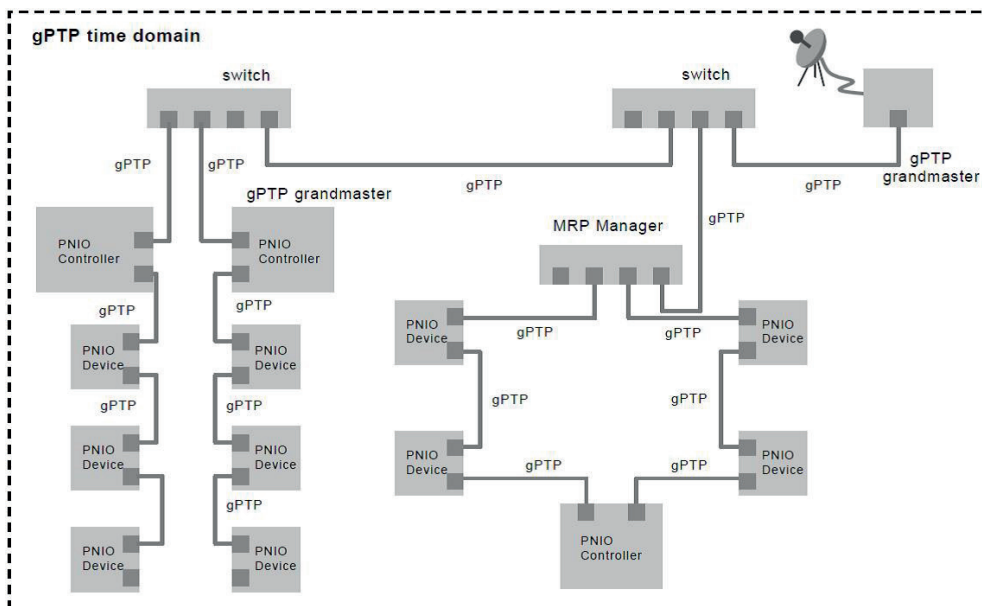 gPTP time domain
switch
switch
gPTP
gPTP
gPTP
gPTP
gPTP
grandmaster
gPTP grandmaster
gPTP
MRP Manager
PNIO
Controller
PNIO
Controller
gPTP
gPTP
PNIO
Device
PNIO
Device
PNIO
Device
gPTP
gPTP
PNIO
Device
gPTP
gPTP
gPTP
gPTP
PNIO
Device
PNIO
Device
PNIO
Device
gPTP
gPTP
PNIO
Device
gPTP
PNIO
Device
PNIO
Device
PNIO
Controller